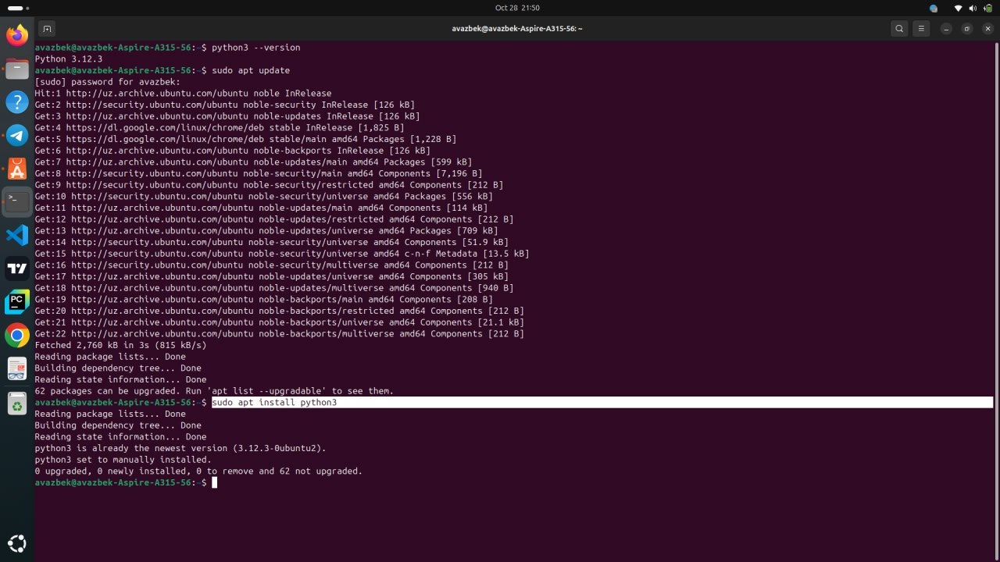 Oct 28 21:50
avazbek@avazbek-Aspire-A315-56: ~
avazbek@avazbek-Aspire-A315-56:~$ python3 --version
Python 3.12.3
avazbek@avazbek-Aspire-A315-56:~$ sudo apt update
[sudo] password for avazbek:
Hit:1 http://uz.archive.ubuntu.com/ubuntu noble InRelease
Get:2 http://security.ubuntu.com/ubuntu noble-security InRelease [126 kB]
Get:3 http://uz.archive.ubuntu.com/ubuntu noble-updates InRelease [126 kB]
Get:4 https://dl.google.com/linux/chrome/deb stable InRelease [1,825 B]
Get:5 https://dl.google.com/linux/chrome/deb stable/main amd64 Packages [1,228 B]
Get:6 http://uz.archive.ubuntu.com/ubuntu noble-backports InRelease [126 kB]
Get:7 http://uz.archive.ubuntu.com/ubuntu noble-updates/main amd64 Packages [599 kB]
Get:8 http://security.ubuntu.com/ubuntu noble-security/main amd64 Components [7,196 B]
Get:9 http://security.ubuntu.com/ubuntu noble-security/restricted amd64 Components [212 B]
Get:10 http://security.ubuntu.com/ubuntu noble-security/universe amd64 Packages [556 kB]
Get:11 http://uz.archive.ubuntu.com/ubuntu noble-updates/main amd64 Components [114 kB]
Get:12 http://uz.archive.ubuntu.com/ubuntu noble-updates/restricted amd64 Components [212 B]
Get:13 http://uz.archive.ubuntu.com/ubuntu noble-updates/universe amd64 Packages [709 kB]
Get:14 http://security.ubuntu.com/ubuntu noble-security/universe amd64 Components [51.9 kB]
Get:15 http://security.ubuntu.com/ubuntu noble-security/universe amd64 c-n-f Metadata [13.5 kB]
Get:16 http://security.ubuntu.com/ubuntu noble-security/multiverse amd64 Components [212 B]
Get:17 http://uz.archive.ubuntu.com/ubuntu noble-updates/universe amd64 Components [305 kB]
Get:18 http://uz.archive.ubuntu.com/ubuntu noble-updates/multiverse amd64 Components [940 B]
Get:19 http://uz.archive.ubuntu.com/ubuntu noble-backports/main amd64 Components [208 B]
Get:20 http://uz.archive.ubuntu.com/ubuntu noble-backports/restricted amd64 Components [212 B]
Get:21 http://uz.archive.ubuntu.com/ubuntu noble-backports/universe amd64 Components [21.1 kB]
Get:22 http://uz.archive.ubuntu.com/ubuntu noble-backports/multiverse amd64 Components [212 B]
Fetched 2,760 kB in 3s (815 kB/s)
Reading package lists... Done
Building dependency tree... Done
Reading state information... Done
62 packages can be upgraded. Run 'apt list --upgradable' to see them.
avazbek@avazbek-Aspire-A315-56:~$ sudo apt install python3
Reading package lists... Done
Building dependency tree... Done
Reading state information... Done
python3 is already the newest version (3.12.3-0ubuntu2).
python3 set to manually installed.
0 upgraded, 0 newly installed, 0 to remove and 62 not upgraded.
avazbek@avazbek-Aspire-A315-56:~$
PC